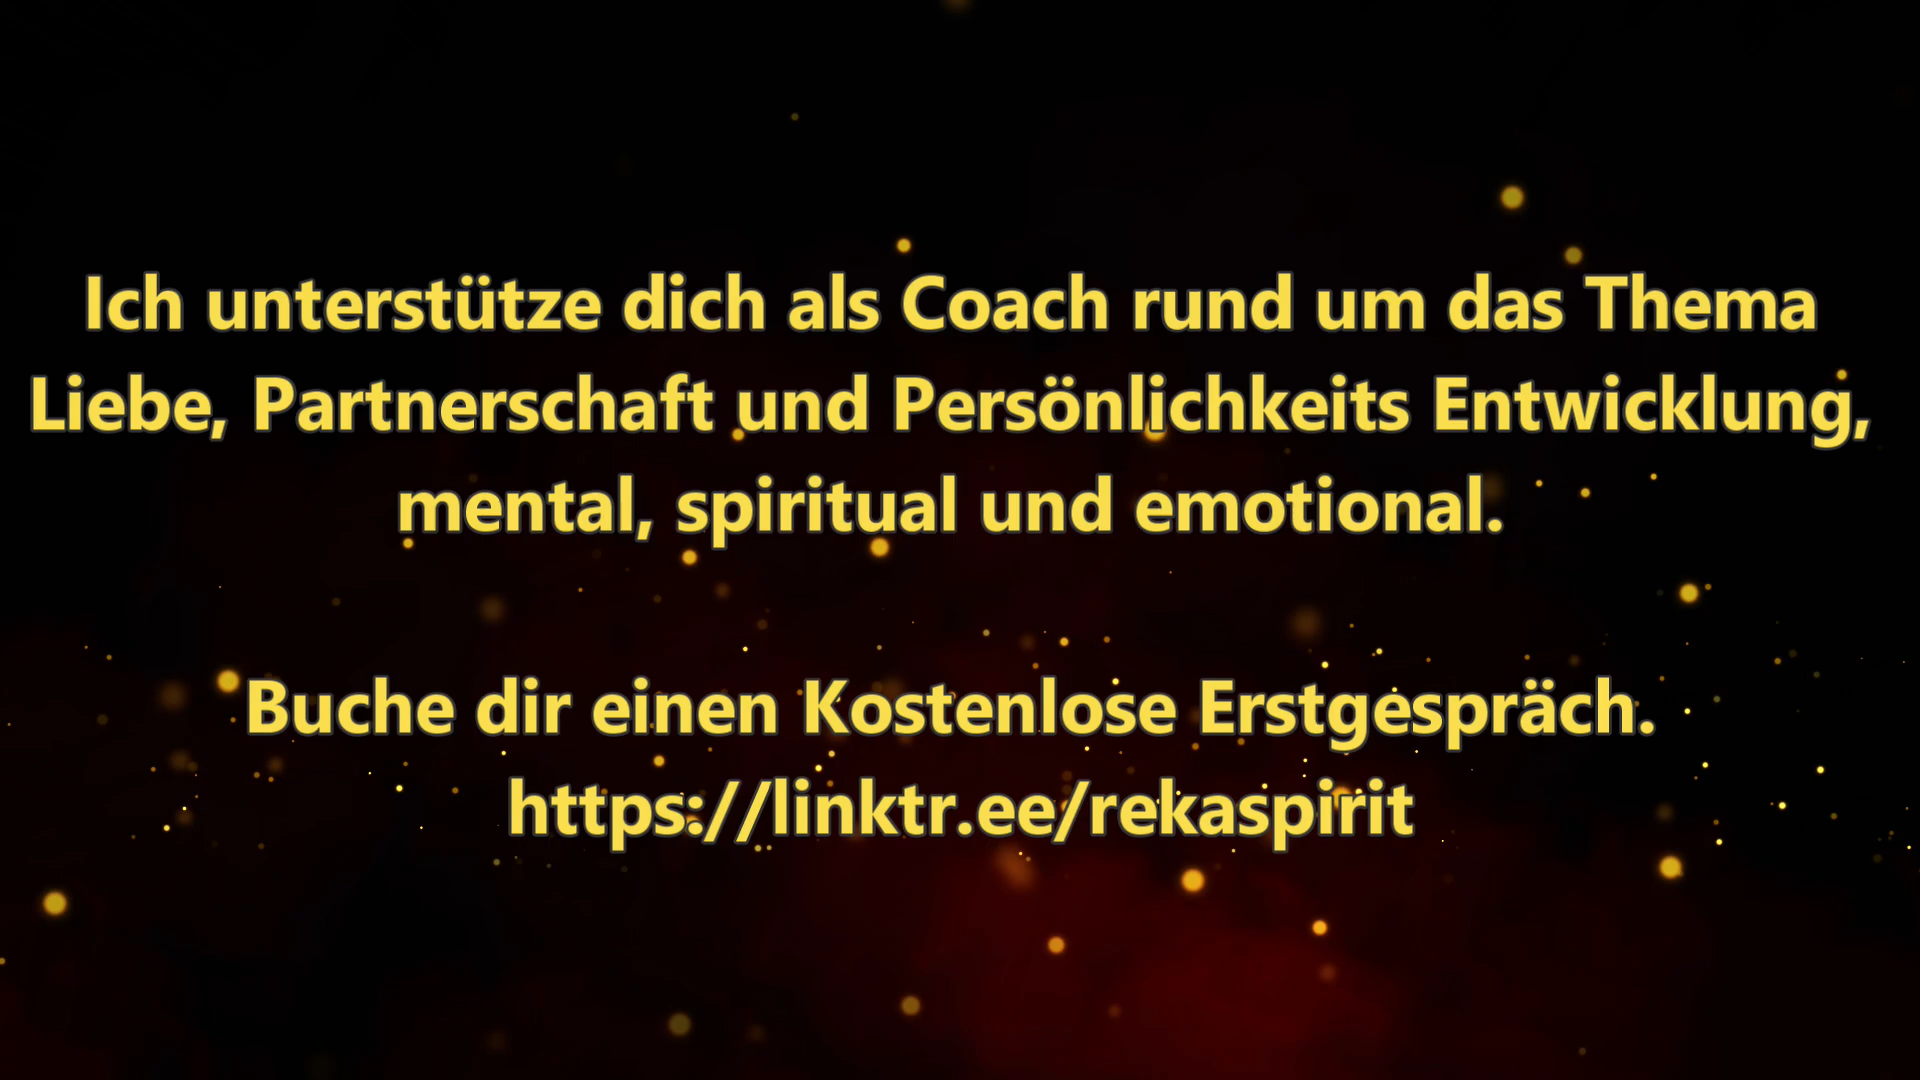 Ich unterstütze dich als Coach rund um das Thema
Liebe, Partnerschaft und Persönlichkeits Entwicklung,
mental, spiritual und emotional.
Buche dir einen Kostenlose Erstgespräch.
https://linktr.ee/rekaspirit